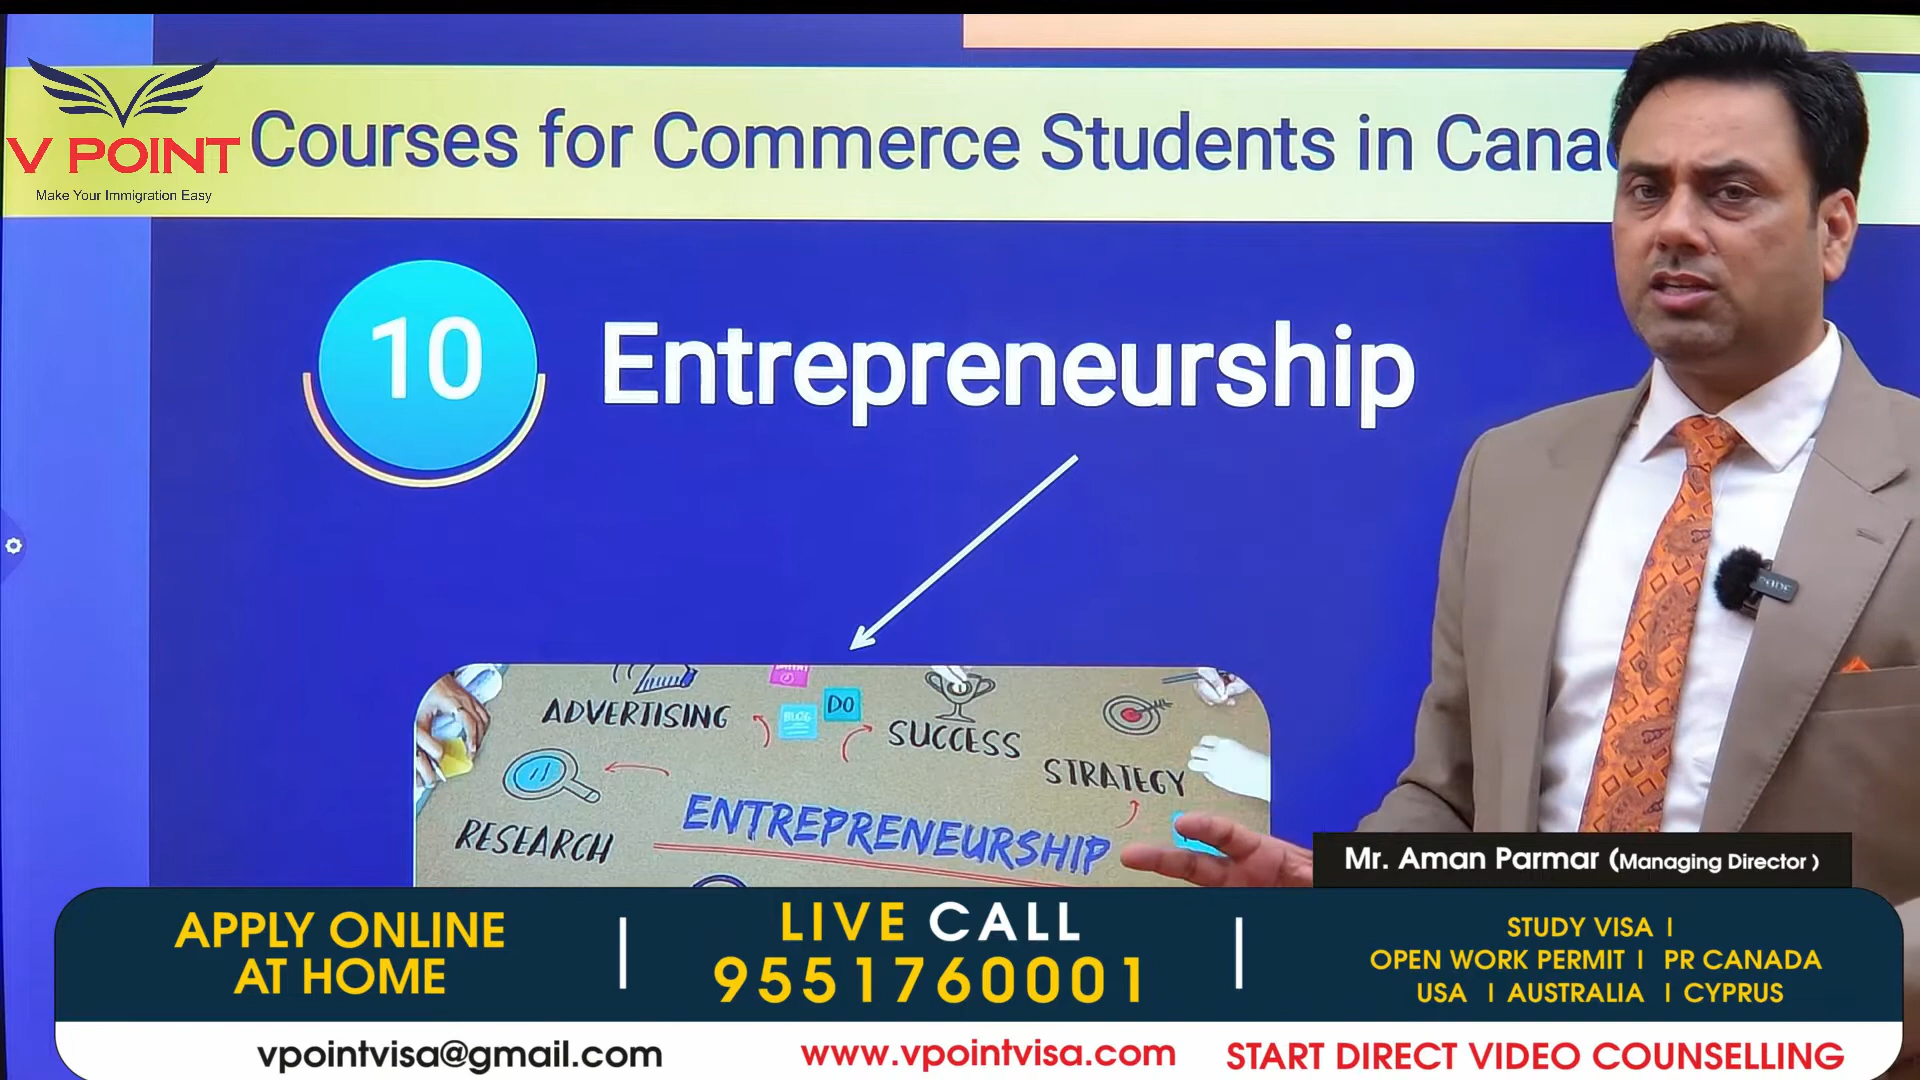 V POINT
Make Your Immigration Easy
Courses for Commerce Students in Cana
10
Entrepreneurship
ADVERTISING
BLOG
DO
SUCCESS
STRATEGY
RESEARCH
ENTREPRENEURSHIP
Mr. Aman Parmar (Managing Director )
APPLY ONLINE
AT HOME
LIVE CALL
9551760001
STUDY VISA |
OPEN WORK PERMIT | PR CANADA
USA | AUSTRALIA | CYPRUS
vpointvisa@gmail.com
www.vpointvisa.com
START DIRECT VIDEO COUNSELLING